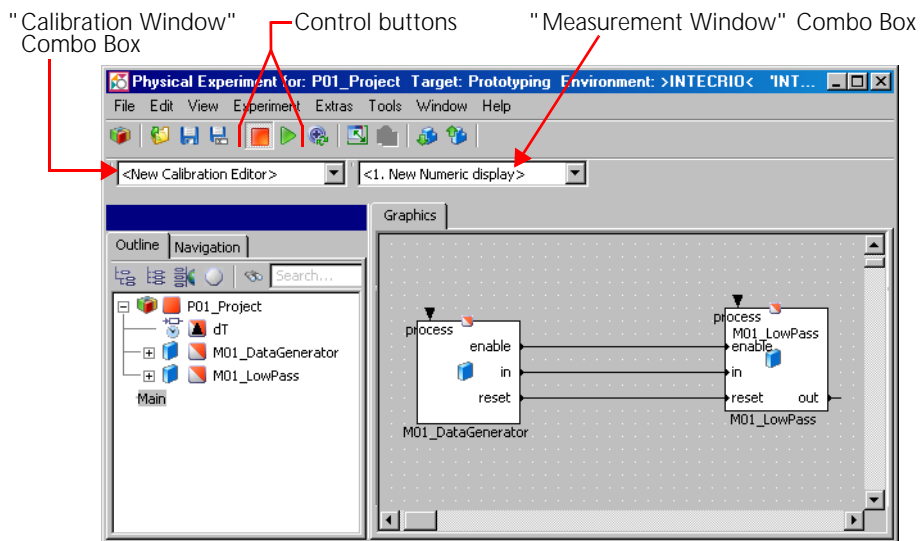 "Calibration Window"
Combo Box
Control buttons
"Measurement Window" Combo Box
Physical Experiment for: P01_Project Target: Prototyping Environment: >INTECRIO< 'INT...
File Edit View Experiment Extras Tools Window Help
<New Calibration Editor>
<1. New Numeric display>
Outline Navigation
Search...
P01_Project
dT
M01_DataGenerator
M01_LowPass
Main
Graphics
process
enable
in
reset
M01_DataGenerator
process
M01_LowPass
enable
in
reset out
M01_LowPass